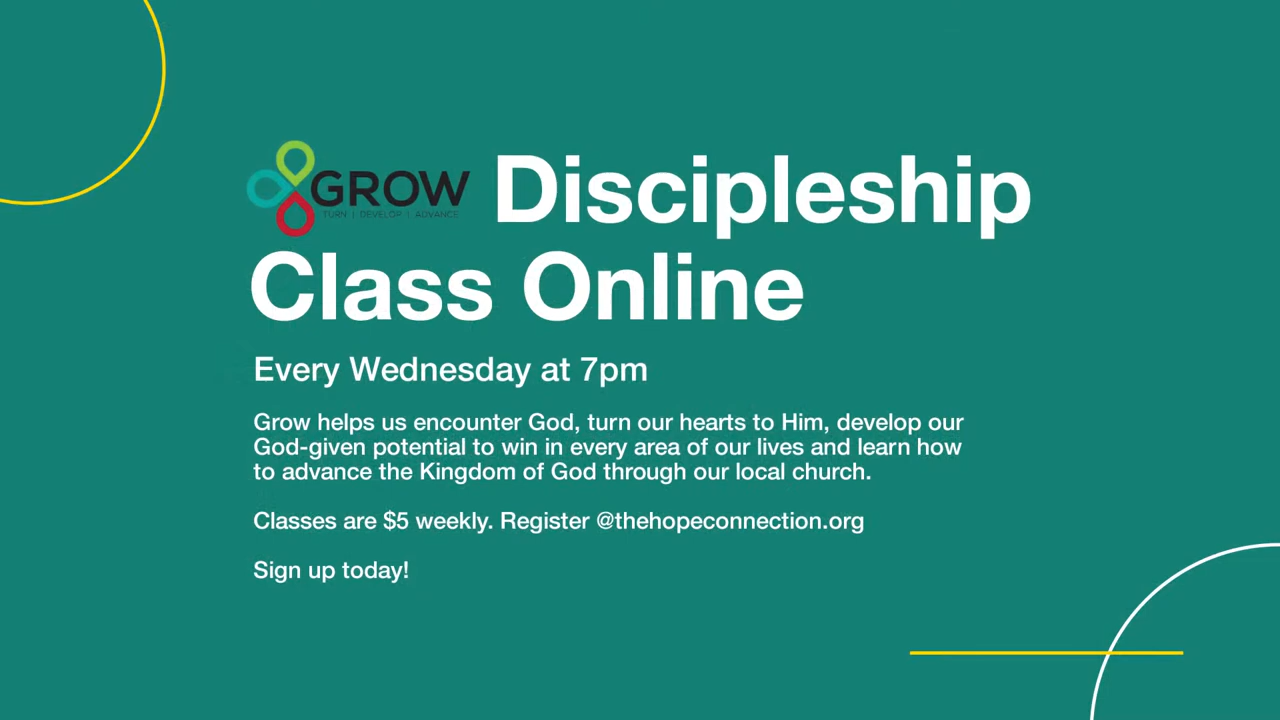 GROW Discipleship
TURN | DEVELOP | ADVANCE
Class Online
Every Wednesday at 7pm
Grow helps us encounter God, turn our hearts to Him, develop our
God-given potential to win in every area of our lives and learn how
to advance the Kingdom of God through our local church.
Classes are $5 weekly. Register @thehopeconnection.org
Sign up today!